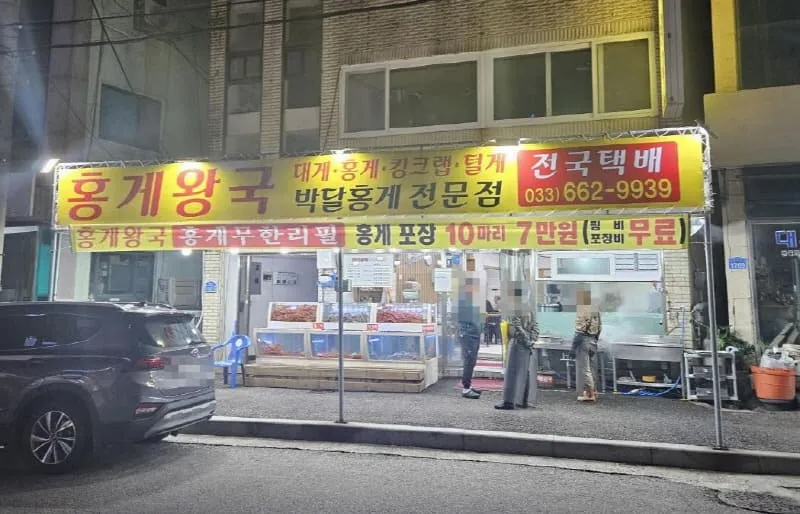 홍게왕국
대게·홍게·킹크랩·털게
박달홍게 전문점
전국택배
033) 662-9939
홍게왕국 홍게무한리필 홍게 포장 10마리 7만원 (찜 비 포장비 무료)
대